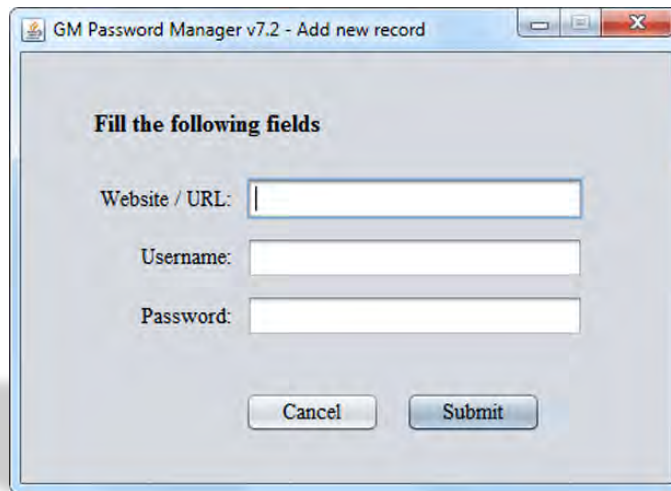 GM Password Manager v7.2 - Add new record
Fill the following fields
Website / URL:
Username:
Password:
Cancel Submit